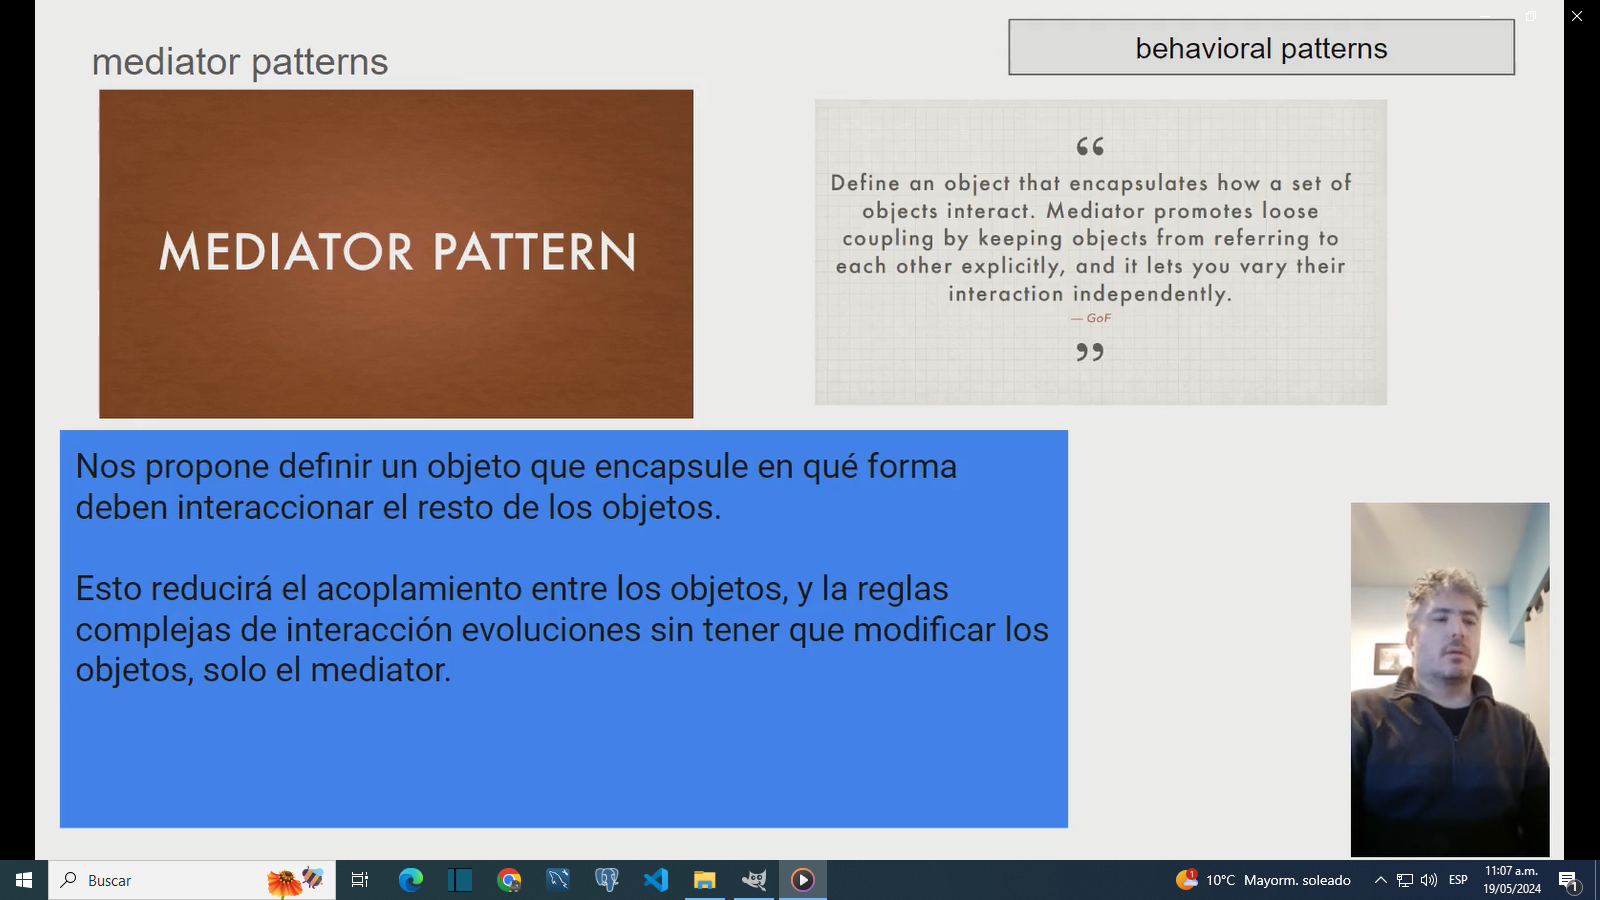 mediator patterns
behavioral patterns
MEDIATOR PATTERN
“
Define an object that encapsulates how a set of
objects interact. Mediator promotes loose
coupling by keeping objects from referring to
each other explicitly, and it lets you vary their
interaction independently.
— GoF
”
Nos propone definir un objeto que encapsule en qué forma
deben interaccionar el resto de los objetos.
Esto reducirá el acoplamiento entre los objetos, y la reglas
complejas de interacción evoluciones sin tener que modificar los
objetos, solo el mediator.
Buscar
1
10°C Mayorm. soleado
ESP
11:07 a.m.
19/05/2024
1